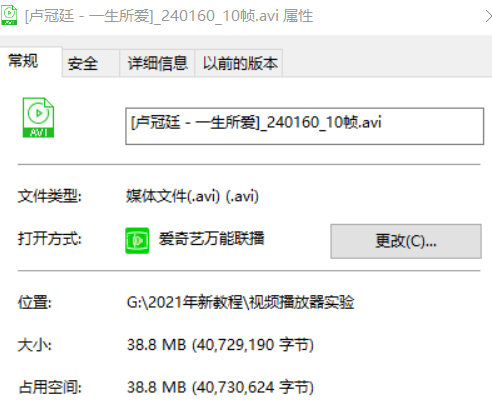 [卢冠廷 - 一生所爱]_240160_10帧.avi 属性
常规 安全 详细信息 以前的版本
AVI
[卢冠廷 - 一生所爱]_240160_10帧.avi
文件类型: 媒体文件(.avi) (.avi)
打开方式: 爱奇艺万能联播 更改(C)...
位置: G:\2021年新教程\视频播放器实验
大小: 38.8 MB (40,729,190 字节)
占用空间: 38.8 MB (40,730,624 字节)